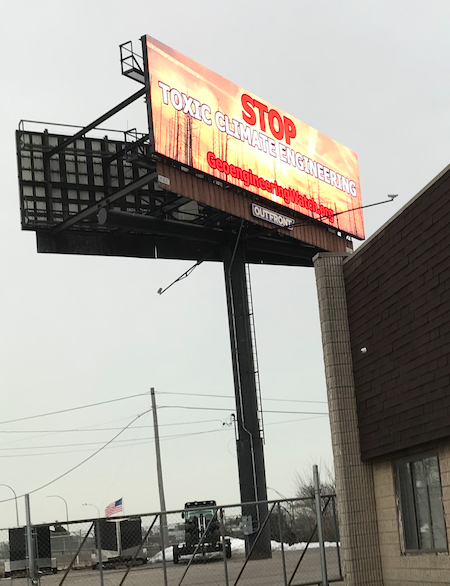 STOP
TOXIC CLIMATE ENGINEERING
GeoengineeringWatch.org
OUTFRONT